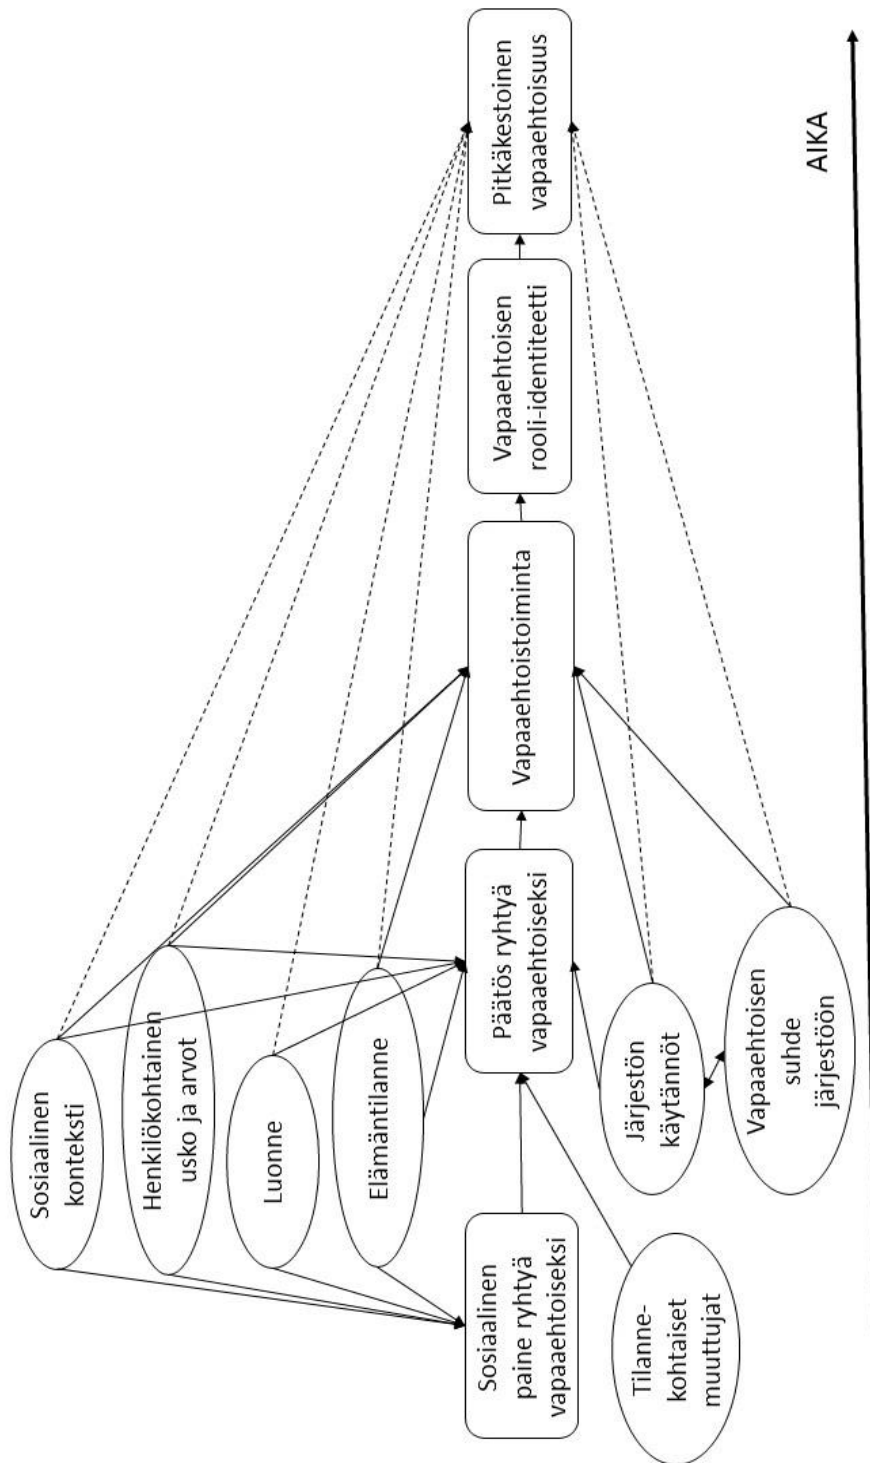 Sosiaalinen
konteksti
Henkilökohtainen
usko ja arvot
Luonne
Elämäntilanne
Sosiaalinen
paine ryhtyä
vapaaehtoiseksi
Päätös ryhtyä
vapaaehtoiseksi
Vapaaehtoistoiminta
Vapaaehtoisen
rooli-identiteetti
Pitkäkestoinen
vapaaehtoisuus
Tilanne-
kohtaiset
muuttujat
Järjestön
käytännöt
Vapaaehtoisen
suhde
järjestöön
AIKA